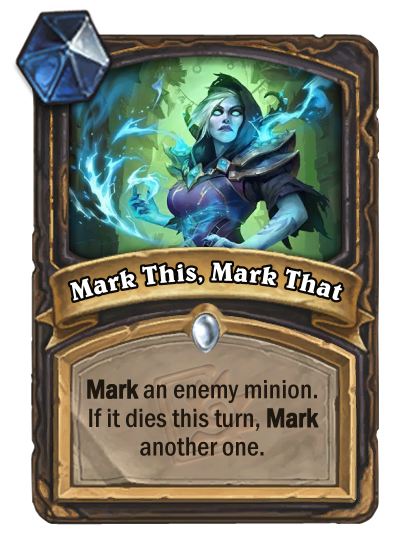 Mark This, Mark That
Mark an enemy minion.
If it dies this turn, Mark
another one.